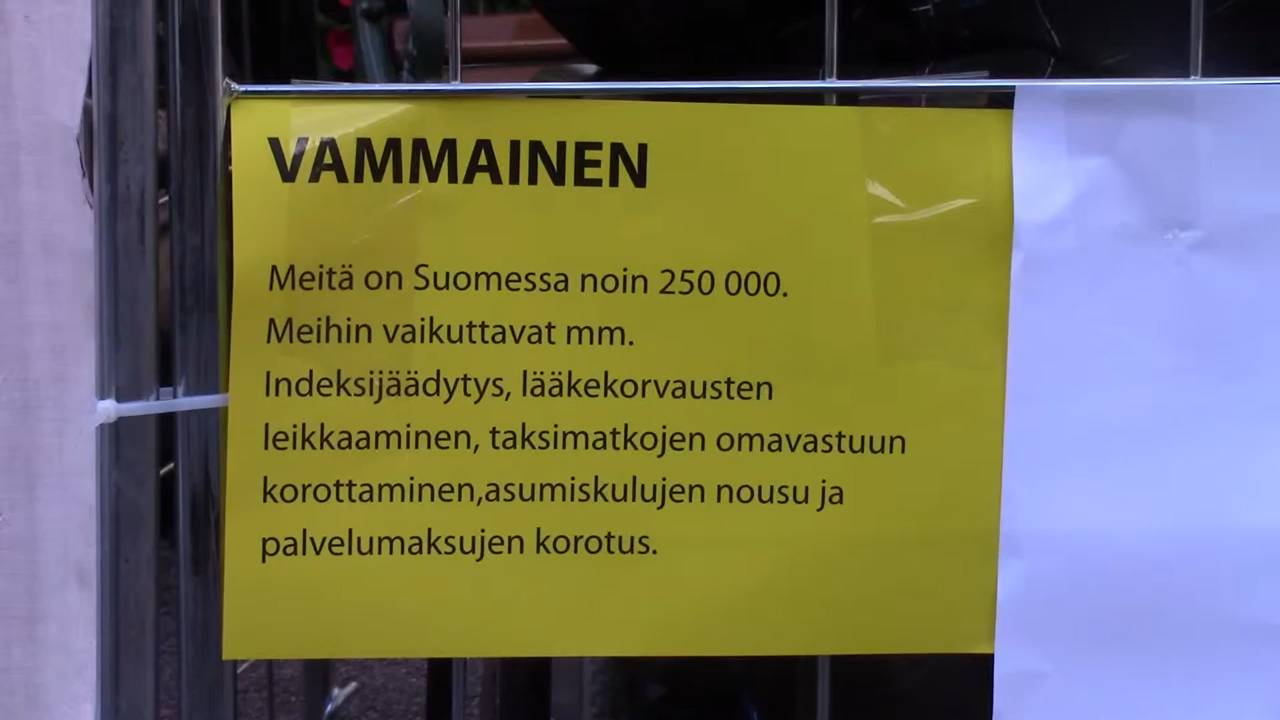 VAMMAINEN
Meitä on Suomessa noin 250 000.
Meihin vaikuttavat mm.
Indeksijäädytys, lääkekorvausten
leikkaaminen, taksimatkojen omavastuun
korottaminen,asumiskulujen nousu ja
palvelumaksujen korotus.